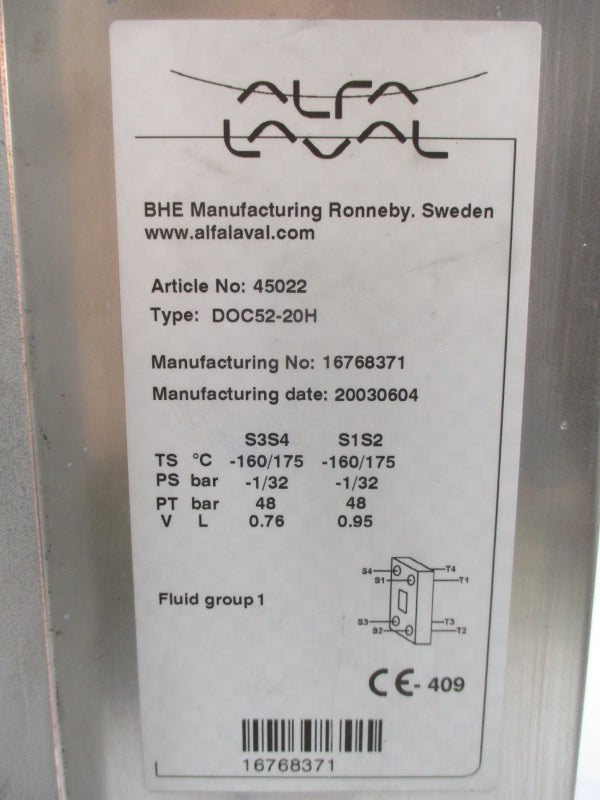 ALFA
LAVAL
BHE Manufacturing Ronneby. Sweden
www.alfalaval.com
Article No: 45022
Type: DOC52-20H
Manufacturing No: 16768371
Manufacturing date: 20030604
S3S4 S1S2
TS °C -160/175 -160/175
PS bar -1/32 -1/32
PT bar 48 48
V L 0.76 0.95
Fluid group 1
S4 T4
S1 T1
S3 T3
S2 T2
CE - 409
16768371